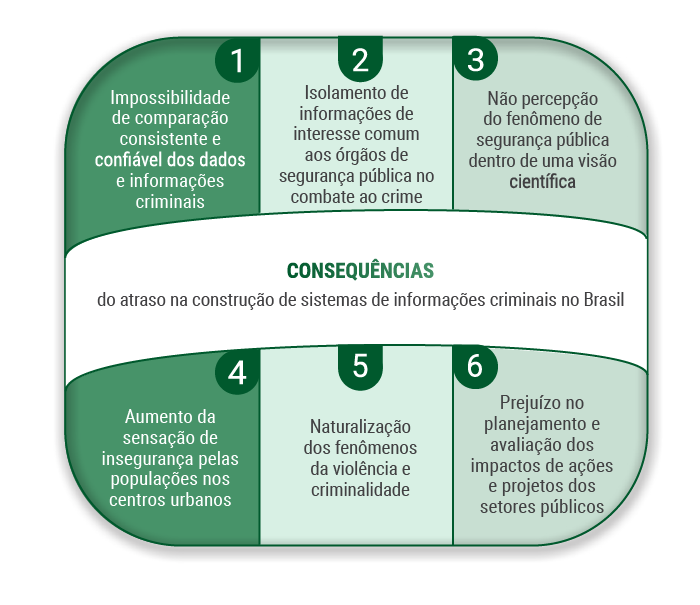 1
Impossibilidade
de comparação
consistente e
confiável dos dados
e informações
criminais
2
Isolamento de
informações de
interesse comum
aos órgãos de
segurança pública no
combate ao crime
3
Não percepção
do fenômeno de
segurança pública
dentro de uma visão
científica
CONSEQUÊNCIAS
do atraso na construção de sistemas de informações criminais no Brasil
4
Aumento da
sensação de
insegurança pelas
populações nos
centros urbanos
5
Naturalização
dos fenômenos
da violência e
criminalidade
6
Prejuízo no
planejamento e
avaliação dos
impactos de ações
e projetos dos
setores públicos